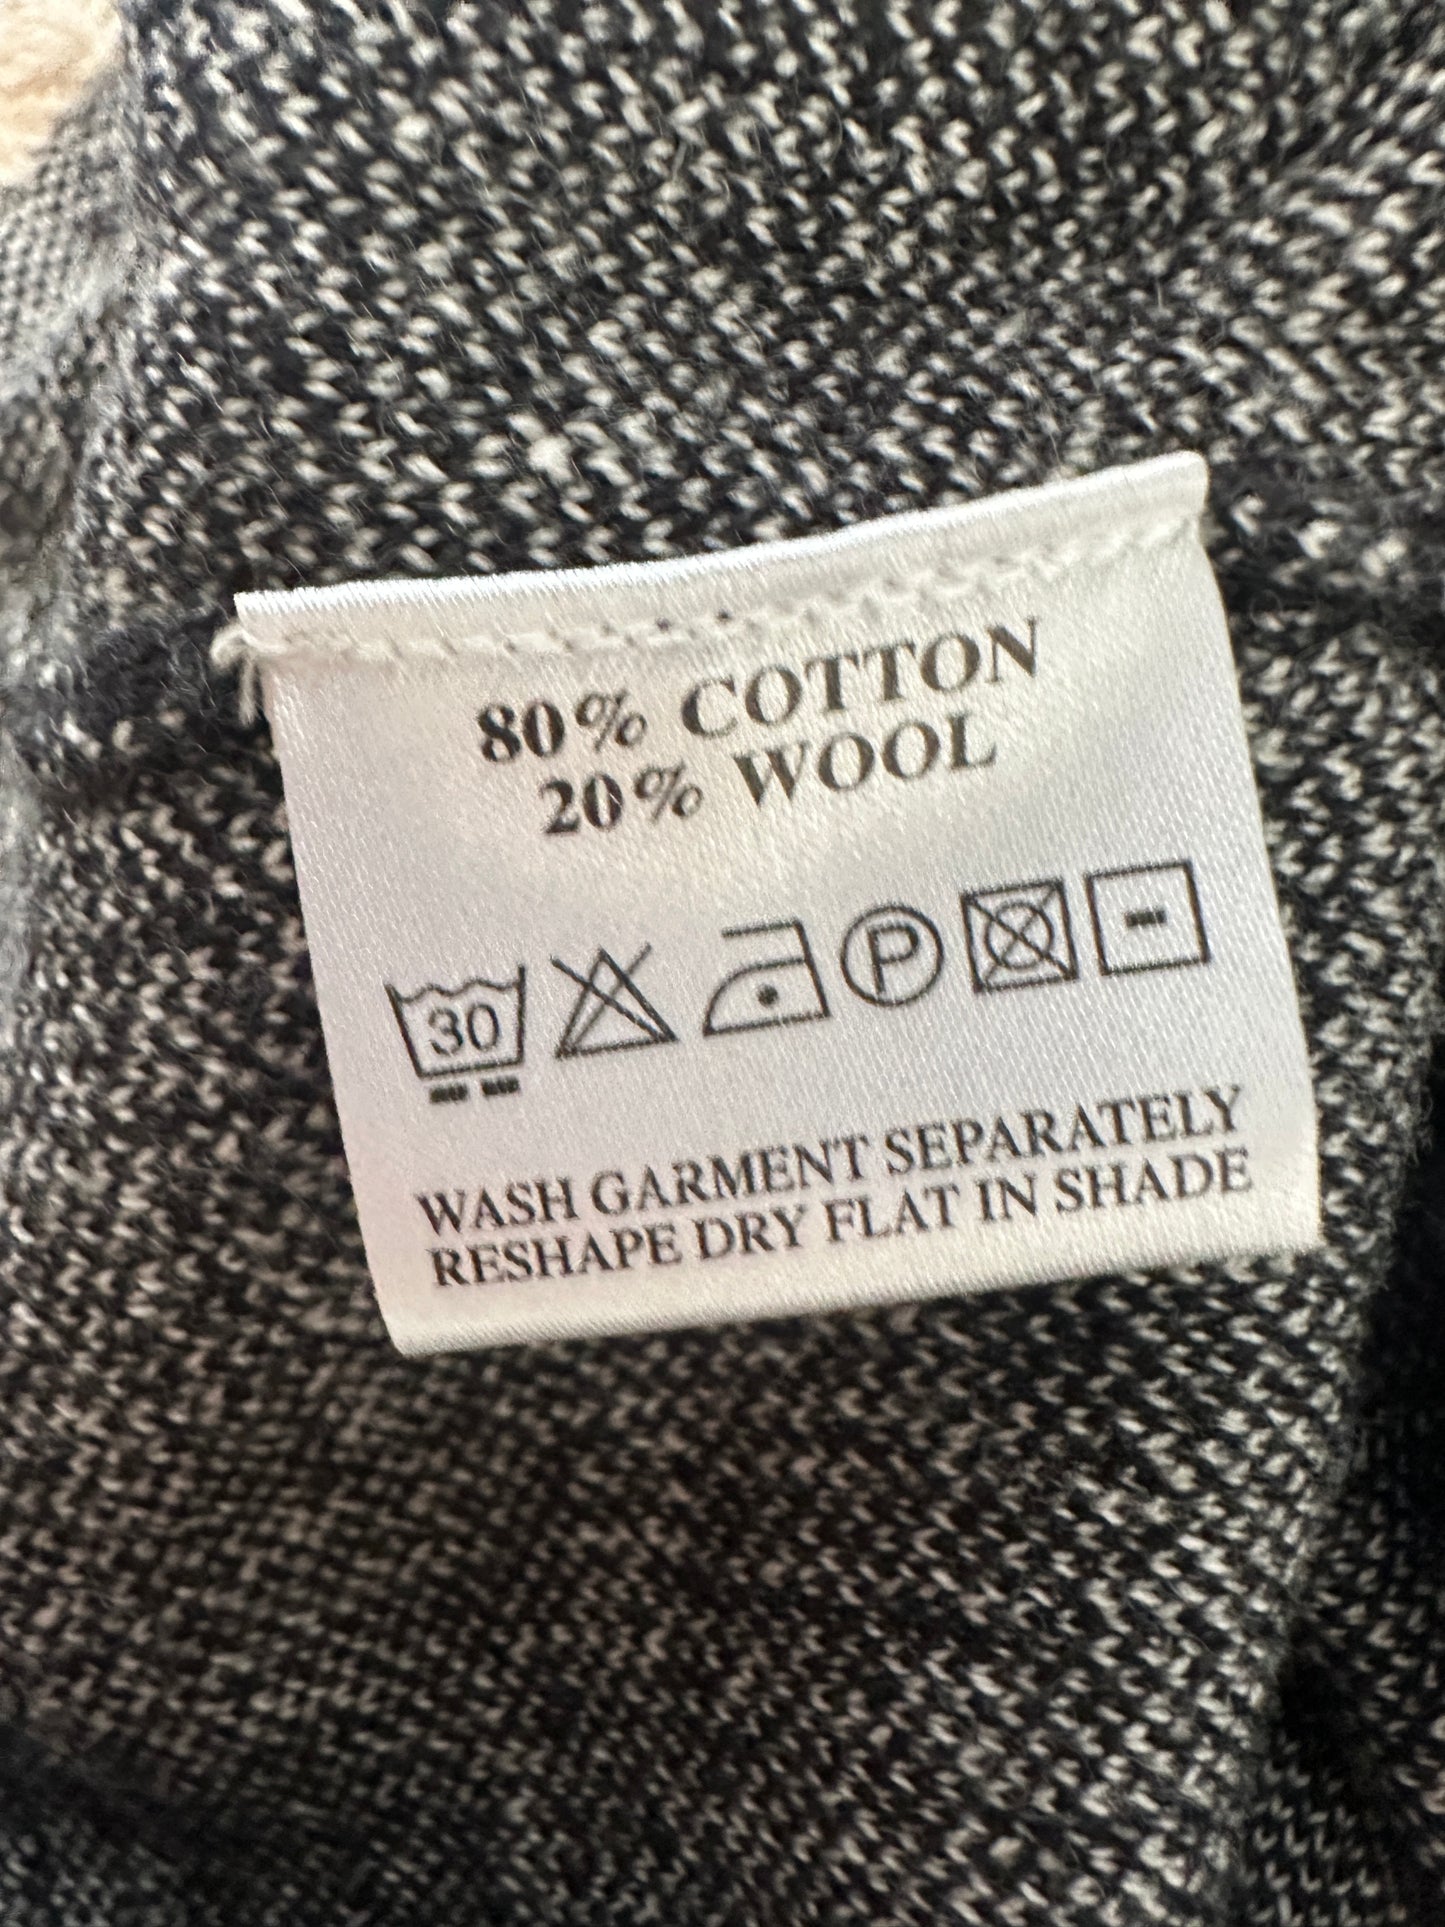 80% COTTON
20% WOOL
30 P
WASH GARMENT SEPARATELY
RESHAPE DRY FLAT IN SHADE